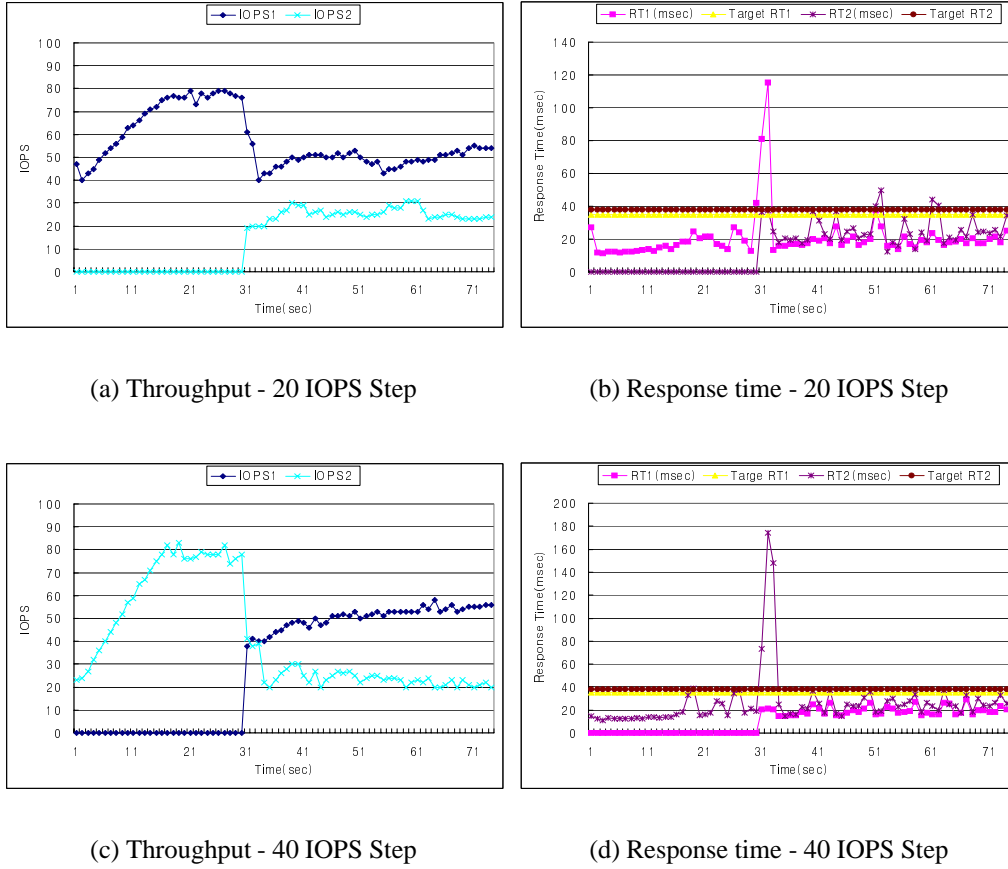 IOPS1 IOPS2
100
90
80
70
60
50
40
30
20
10
0
IOPS
1 11 21 31 41 51 61 71
Time(sec)
RT1(msec) Target RT1 RT2(msec) Target RT2
140
120
100
80
60
40
20
0
Response Time(msec)
1 11 21 31 41 51 61 71
Time(sec)
(a) Throughput - 20 IOPS Step
(b) Response time - 20 IOPS Step
IOPS1 IOPS2
100
90
80
70
60
50
40
30
20
10
0
IOPS
1 11 21 31 41 51 61 71
Time(sec)
RT1(msec) Targe RT1 RT2(msec) Target RT2
200
180
160
140
120
100
80
60
40
20
0
Response Time(msec)
1 11 21 31 41 51 61 71
Time(sec)
(c) Throughput - 40 IOPS Step
(d) Response time - 40 IOPS Step